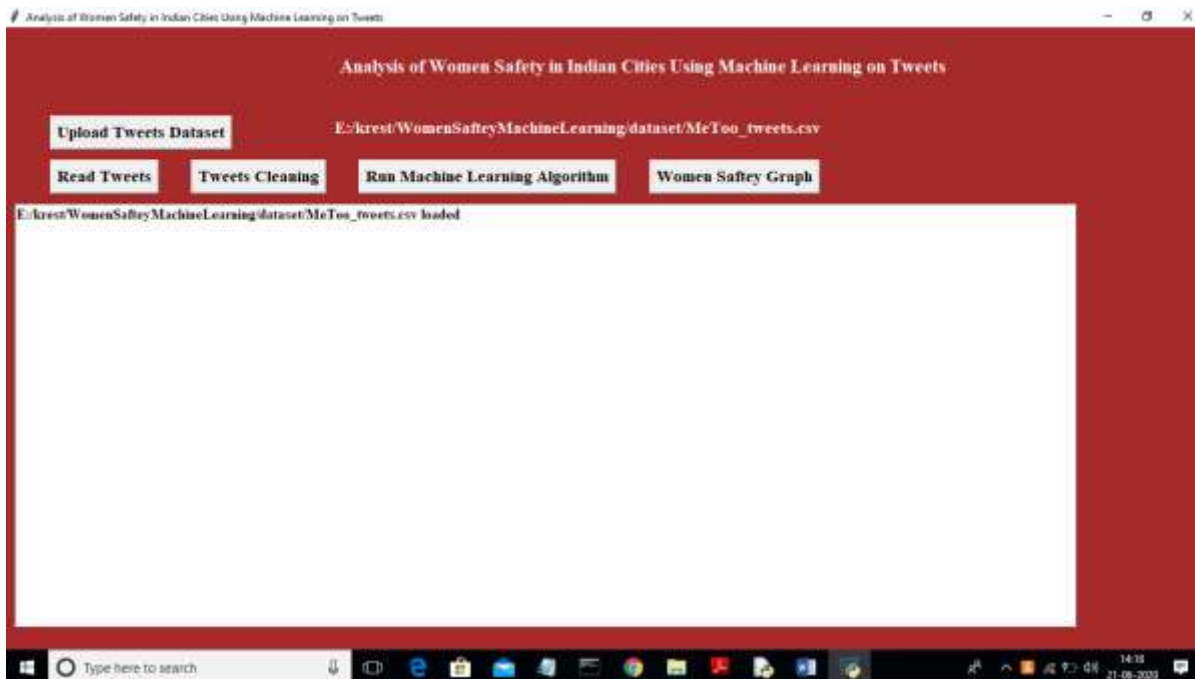 Analysis of Women Safety in Indian Cities Using Machine Learning on Tweets
Analysis of Women Safety in Indian Cities Using Machine Learning on Tweets
Upload Tweets Dataset
E:/krest/WomenSafteyMachineLearning/dataset/MeToo_tweets.csv
Read Tweets
Tweets Cleaning
Run Machine Learning Algorithm
Women Saftey Graph
E:/krest/WomenSafteyMachineLearning/dataset/MeToo_tweets.csv loaded
Type here to search
14:18
21-06-2020